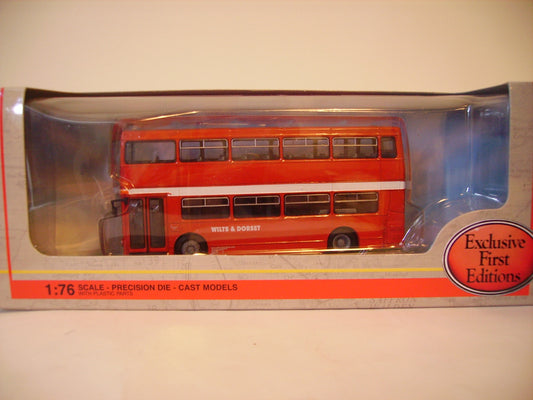 WILTS & DORSET
Exclusive
First
Editions
1:76 SCALE - PRECISION DIE - CAST MODELS
WITH PLASTIC PARTS